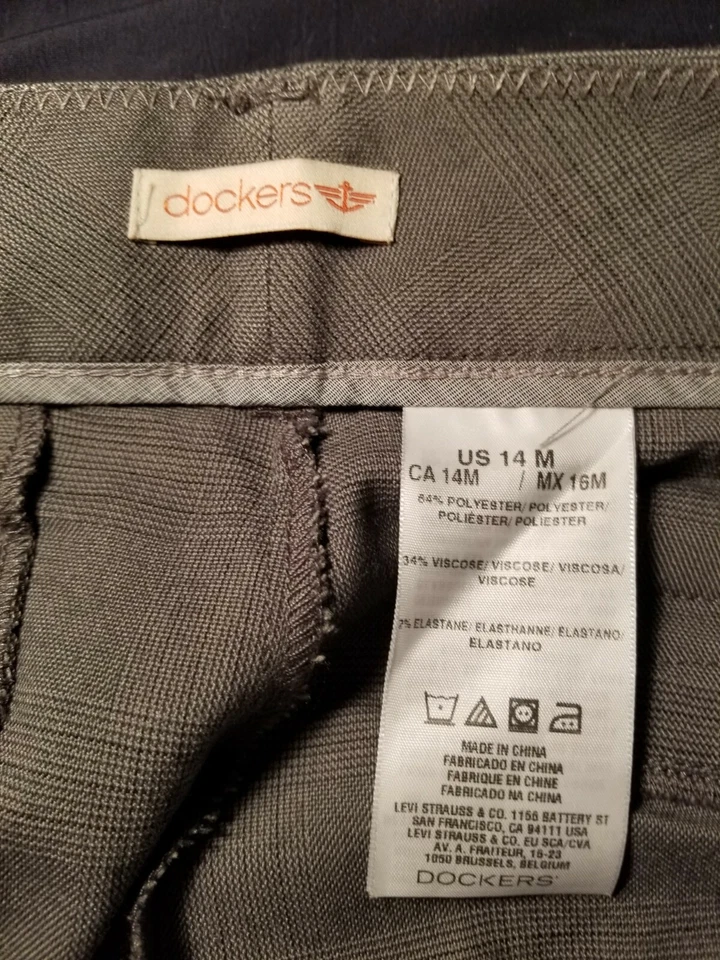 dockers
US 14 M
CA 14M / MX 16M
64% POLYESTER/ POLYESTER/
POLIÉSTER/ POLIESTER
34% VISCOSE/ VISCOSE/ VISCOSA/
VISCOSE
2% ELASTANE/ ELASTHANNE/ ELASTANO/
ELASTANO
MADE IN CHINA
FABRICADO EN CHINA
FABRIQUE EN CHINE
FABRICADO NA CHINA
LEVI STRAUSS & CO. 1155 BATTERY ST
SAN FRANCISCO, CA 94111 USA
LEVI STRAUSS & CO. EU SCA/CVA
AV. A. FRAITEUR, 15-23
1050 BRUSSELS, BELGIUM
DOCKERS®